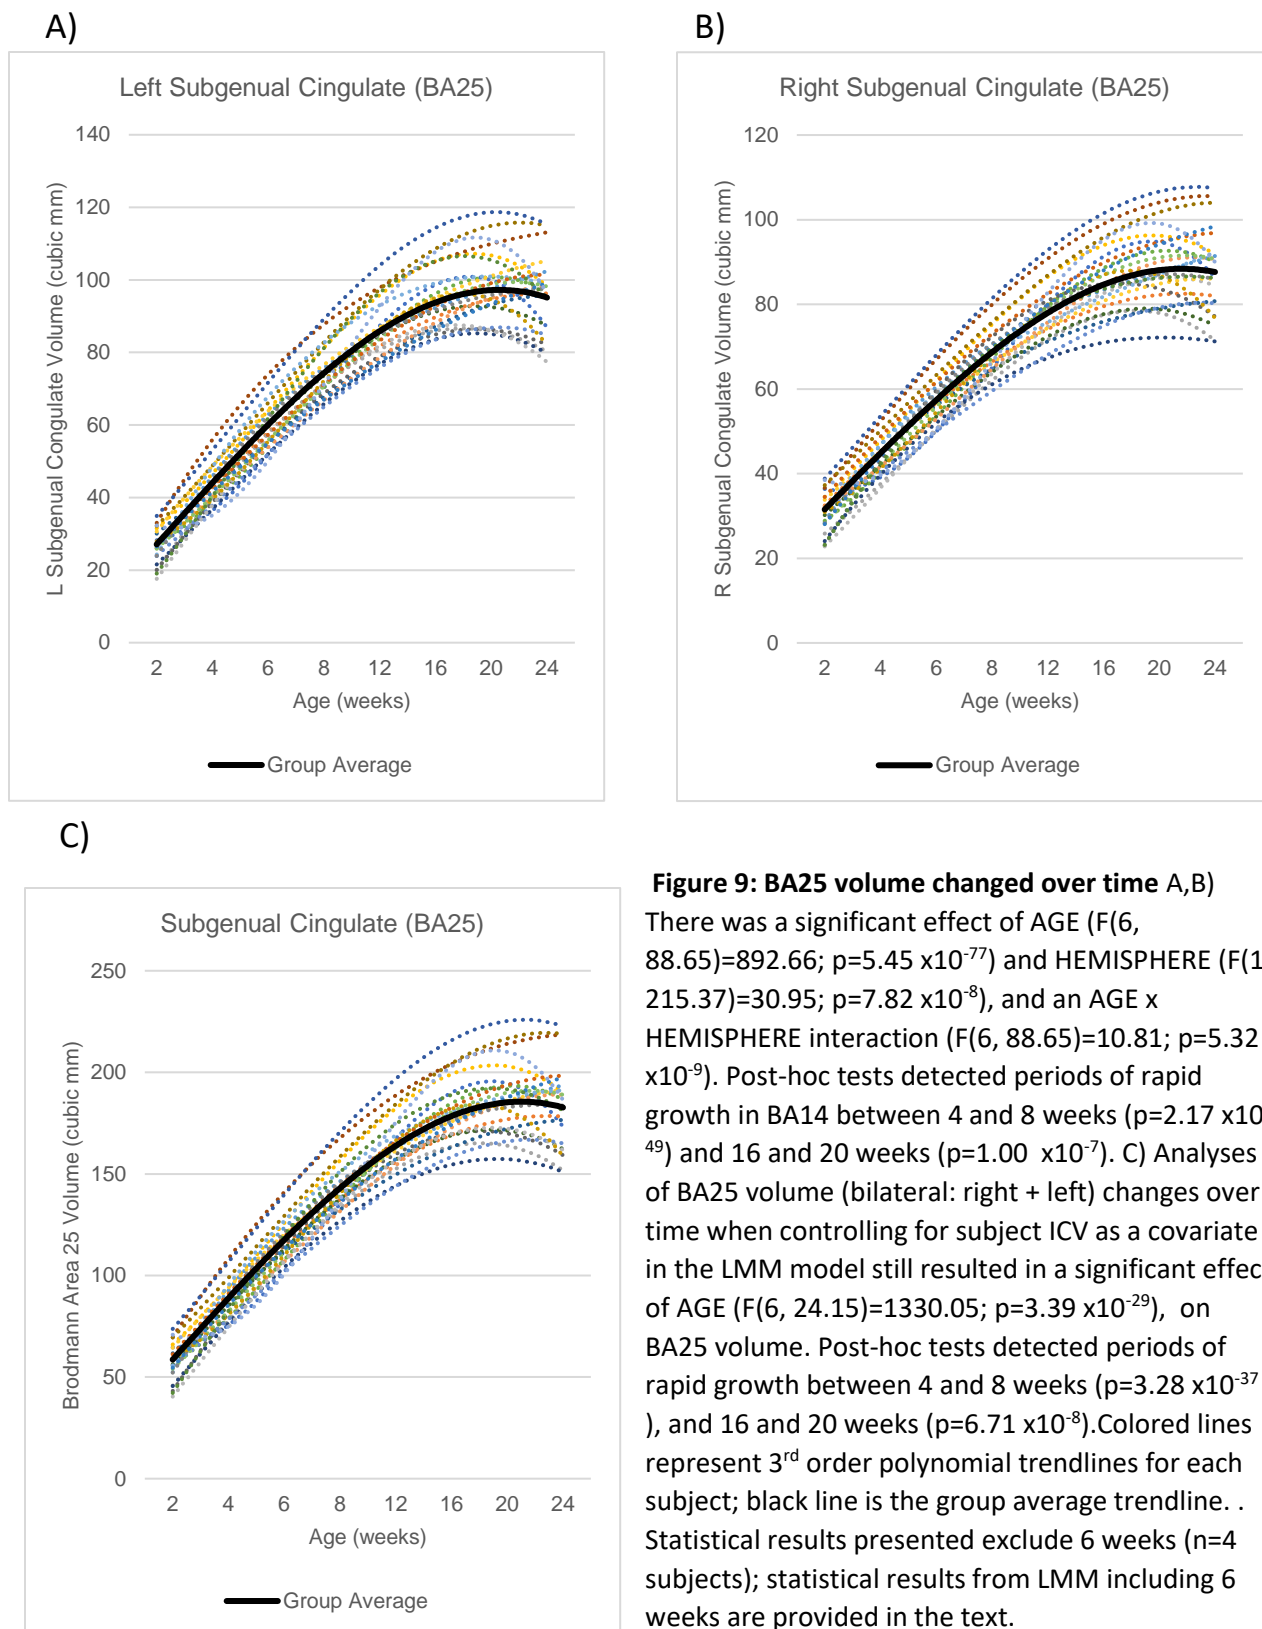 A)
Left Subgenual Cingulate (BA25)
140
120
100
80
60
40
20
0
L Subgenual Congulate Volume (cubic mm)
2 4 6 8 12 16 20 24
Age (weeks)
Group Average
B)
Right Subgenual Cingulate (BA25)
120
100
80
60
40
20
0
R Subgenual Congulate Volume (cubic mm)
2 4 6 8 12 16 20 24
Age (weeks)
Group Average
C)
Subgenual Cingulate (BA25)
250
200
150
100
50
0
Brodmann Area 25 Volume (cubic mm)
2 4 6 8 12 16 20 24
Age (weeks)
Group Average
Figure 9: BA25 volume changed over time A,B)
There was a significant effect of AGE (F(6,
88.65)=892.66; p=5.45 x10-77) and HEMISPHERE (F(1
215.37)=30.95; p=7.82 x10-8), and an AGE x
HEMISPHERE interaction (F(6, 88.65)=10.81; p=5.32
x10-9). Post-hoc tests detected periods of rapid
growth in BA14 between 4 and 8 weeks (p=2.17 x10
49) and 16 and 20 weeks (p=1.00 x10-7). C) Analyses
of BA25 volume (bilateral: right + left) changes over
time when controlling for subject ICV as a covariate
in the LMM model still resulted in a significant effec
of AGE (F(6, 24.15)=1330.05; p=3.39 x10-29), on
BA25 volume. Post-hoc tests detected periods of
rapid growth between 4 and 8 weeks (p=3.28 x10-37
), and 16 and 20 weeks (p=6.71 x10-8).Colored lines
represent 3rd order polynomial trendlines for each
subject; black line is the group average trendline. .
Statistical results presented exclude 6 weeks (n=4
subjects); statistical results from LMM including 6
weeks are provided in the text.